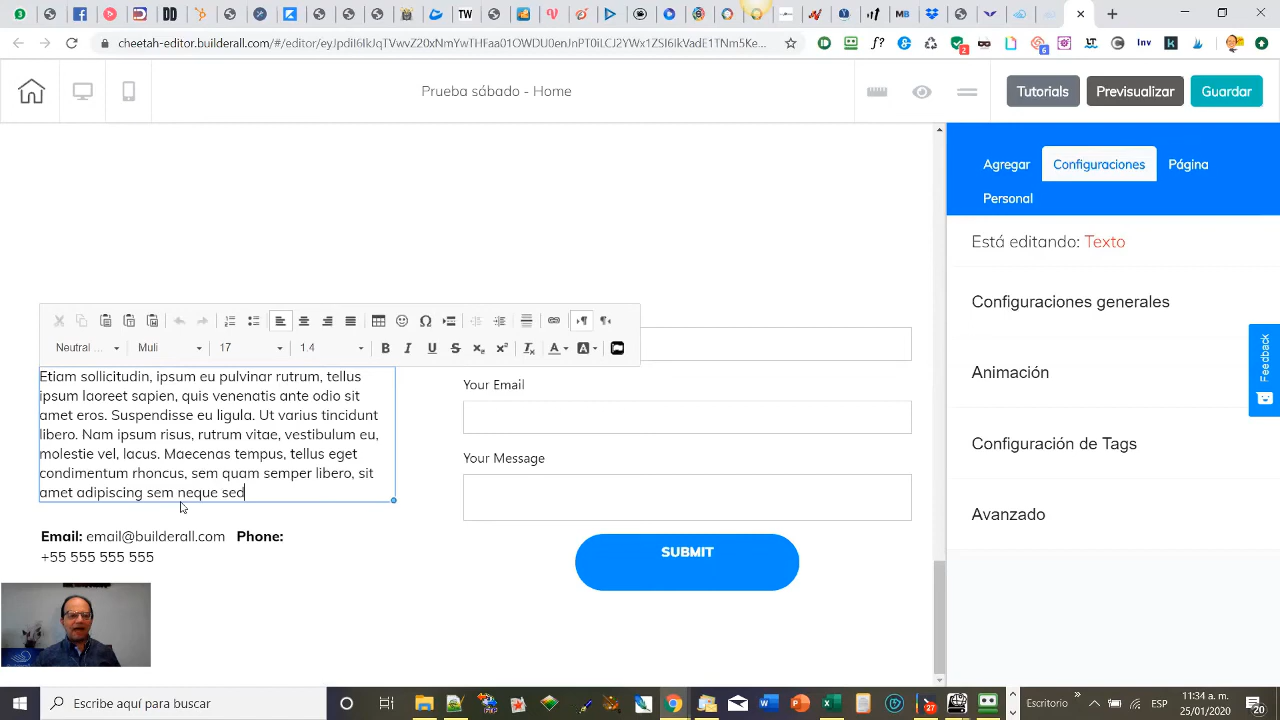 cheetah-editor.builderall.com/#/editor/eyJ
Prueba sábado - Home
Tutorials
Previsualizar
Guardar
Agregar
Configuraciones
Página
Personal
Está editando: Texto
Configuraciones generales
Animación
Configuración de Tags
Avanzado
Feedback
Neutral ...
Muli
17
1.4
Etiam sollicitudin, ipsum eu pulvinar rutrum, tellus
ipsum laoreet sapien, quis venenatis ante odio sit
amet eros. Suspendisse eu ligula. Ut varius tincidunt
libero. Nam ipsum risus, rutrum vitae, vestibulum eu,
molestie vel, lacus. Maecenas tempus, tellus eget
condimentum rhoncus, sem quam semper libero, sit
amet adipiscing sem neque sed
Email: email@builderall.com Phone:
+55 555 555 555
Your Email
Your Message
SUBMIT
Escribe aquí para buscar
Escritorio
ESP
11:34 a. m.
25/01/2020
20